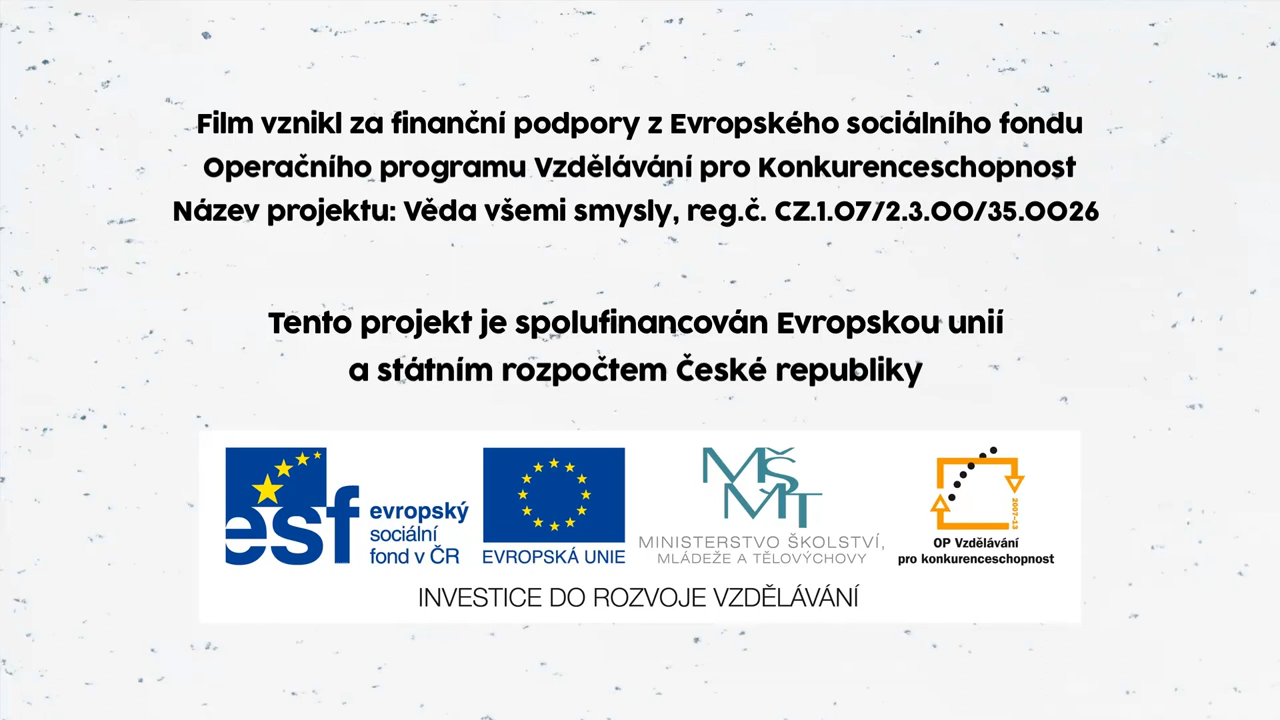 Film vznikl za finanční podpory z Evropského sociálního fondu
Operačního programu Vzdělávání pro Konkurenceschopnost
Název projektu: Věda všemi smysly, reg.č. CZ.1.07/2.3.00/35.0026
Tento projekt je spolufinancován Evropskou unií
a státním rozpočtem České republiky
esf
evropský
sociální
fond v ČR
EVROPSKÁ UNIE
MŠMT
MINISTERSTVO ŠKOLSTVÍ,
MLÁDEŽE A TĚLOVÝCHOVY
2007-13
OP Vzdělávání
pro konkurenceschopnost
INVESTICE DO ROZVOJE VZDĚLÁVÁNÍ